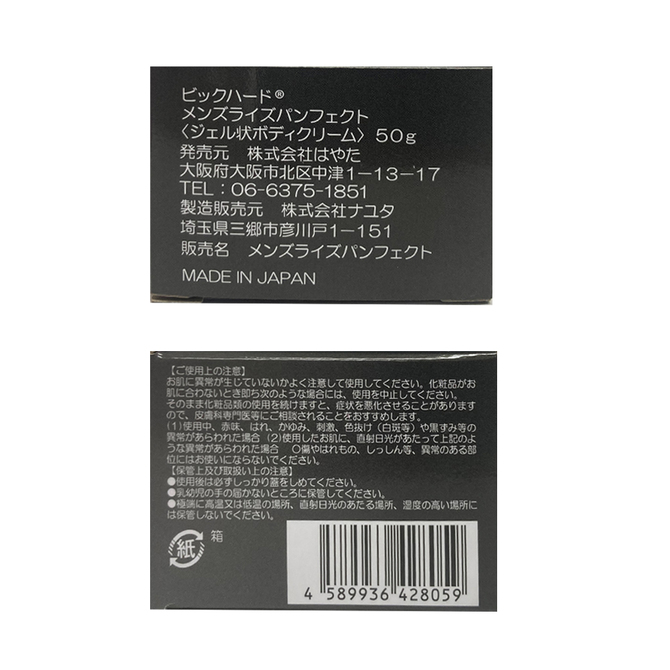 ビックハード®
メンズライズパンフェクト
〈ジェル状ボディクリーム〉50g
発売元　株式会社はやた
大阪府大阪市北区中津1-13-17
TEL：06-6375-1851
製造販売元　株式会社ナユタ
埼玉県三郷市彦川戸1-151
販売名　メンズライズパンフェクト
MADE IN JAPAN
【ご使用上の注意】
お肌に異常が生じていないかよく注意して使用してください。化粧品がお
肌に合わないとき即ち次のような場合には、使用を中止してください。
そのまま化粧品類の使用を続けますと、症状を悪化させることがあります
ので、皮膚科専門医等にご相談されることをおすすめします。
(1)使用中、赤味、はれ、かゆみ、刺激、色抜け(白斑等)や黒ずみ等の
異常があらわれた場合 (2)使用したお肌に、直射日光があたって上記のよ
うな異常があらわれた場合　〇傷やはれもの、しっしん等、異常のある部
位にはお使いにならないでください。
【保管上及び取扱い上の注意】
●使用後は必ずしっかり蓋をしめてください。
●乳幼児の手の届かないところに保管してください。
●極端に高温又は低温の場所、直射日光のあたる場所、湿度の高い場所に
は保管しないでください。
紙 箱
4 589936 428059